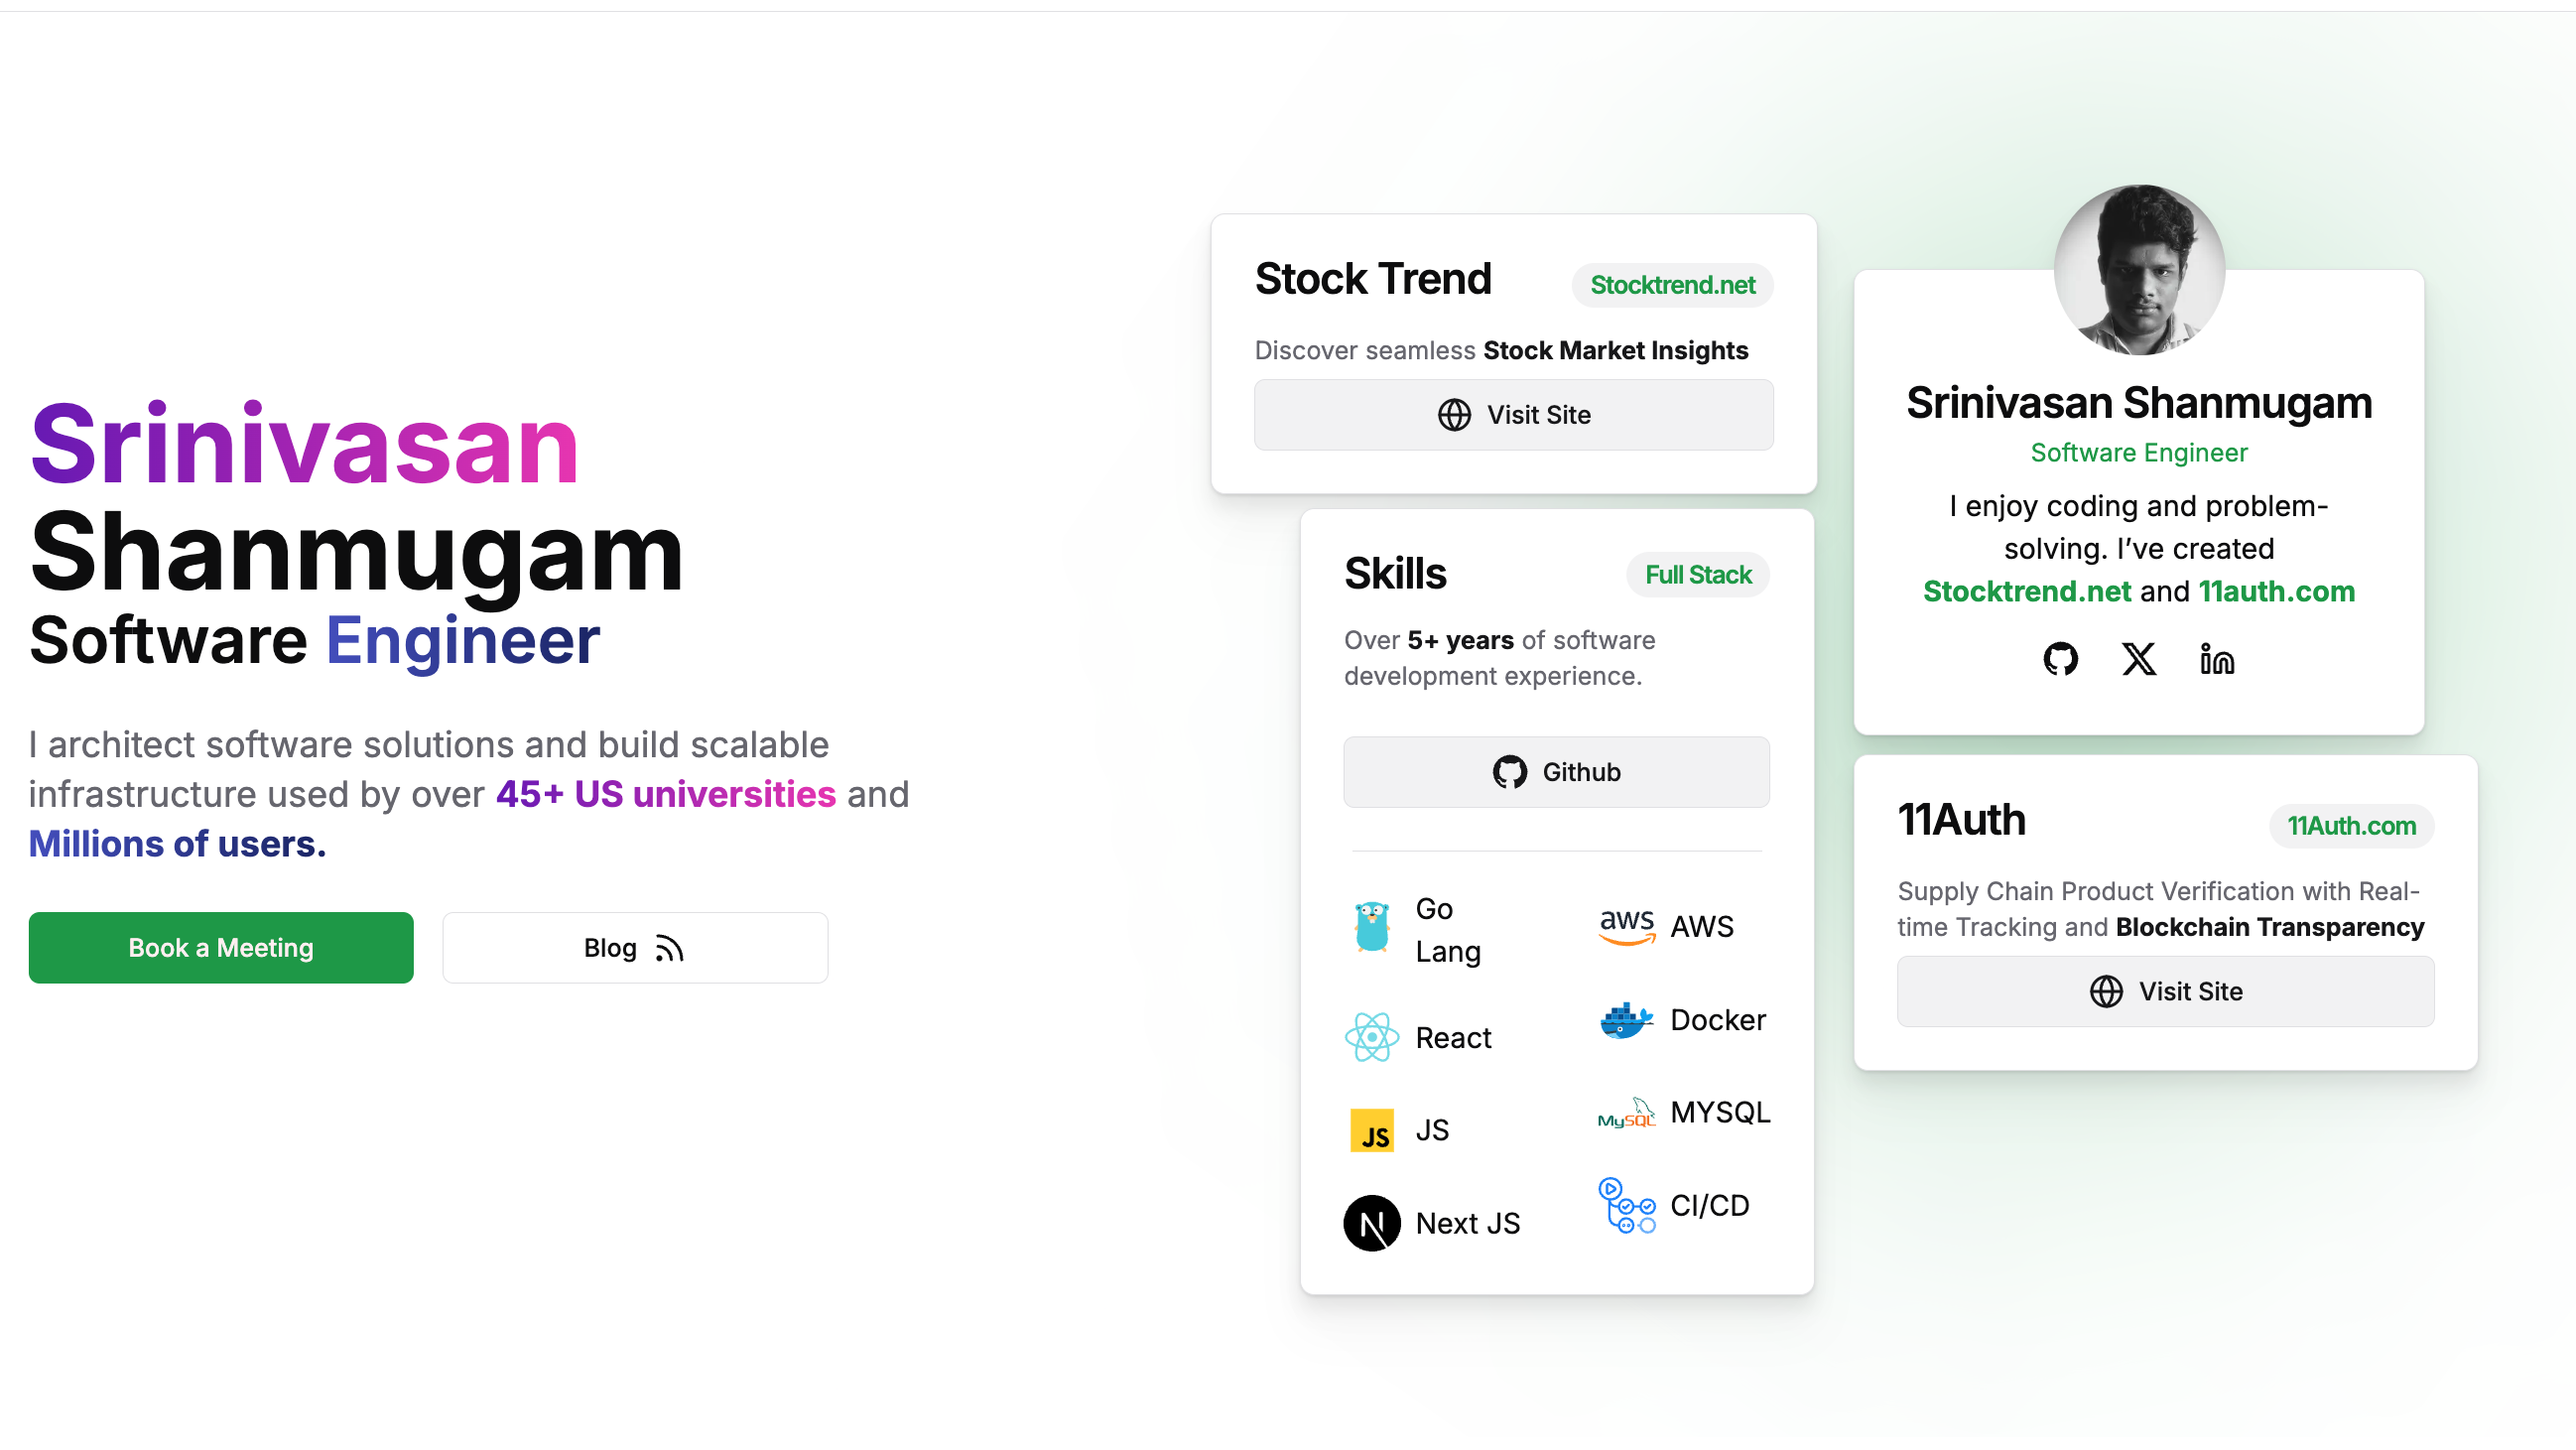 Srinivasan
Shanmugam
Software Engineer
I architect software solutions and build scalable
infrastructure used by over 45+ US universities and
Millions of users.
Book a Meeting
Blog
Stock Trend
Stocktrend.net
Discover seamless Stock Market Insights
Visit Site
Skills
Full Stack
Over 5+ years of software
development experience.
Github
Go
Lang
React
JS
JS
N
Next JS
aws
AWS
Docker
MySQL
MYSQL
CI/CD
Srinivasan Shanmugam
Software Engineer
I enjoy coding and problem-
solving. I’ve created
Stocktrend.net and 11auth.com
X
in
11Auth
11Auth.com
Supply Chain Product Verification with Real-
time Tracking and Blockchain Transparency
Visit Site